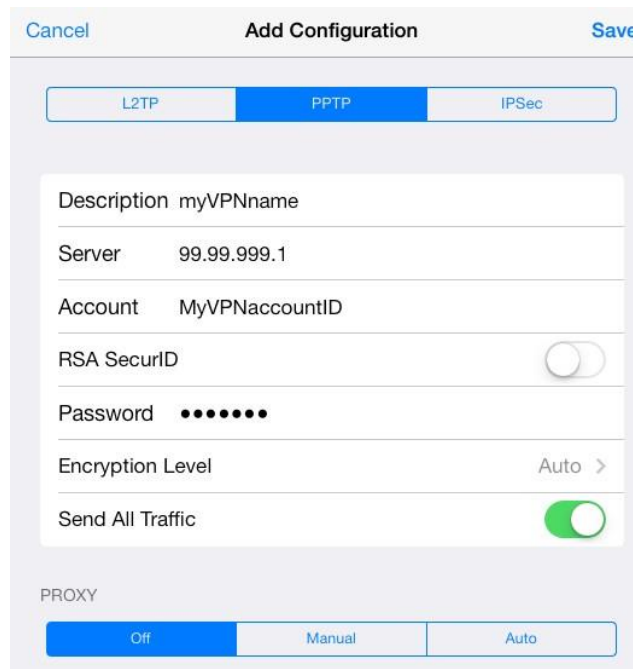 Cancel Add Configuration Save
L2TP PPTP IPSec
Description myVPNname
Server 99.99.999.1
Account MyVPNaccountID
RSA SecurID
Password •••••••
Encryption Level Auto >
Send All Traffic
PROXY
Off Manual Auto